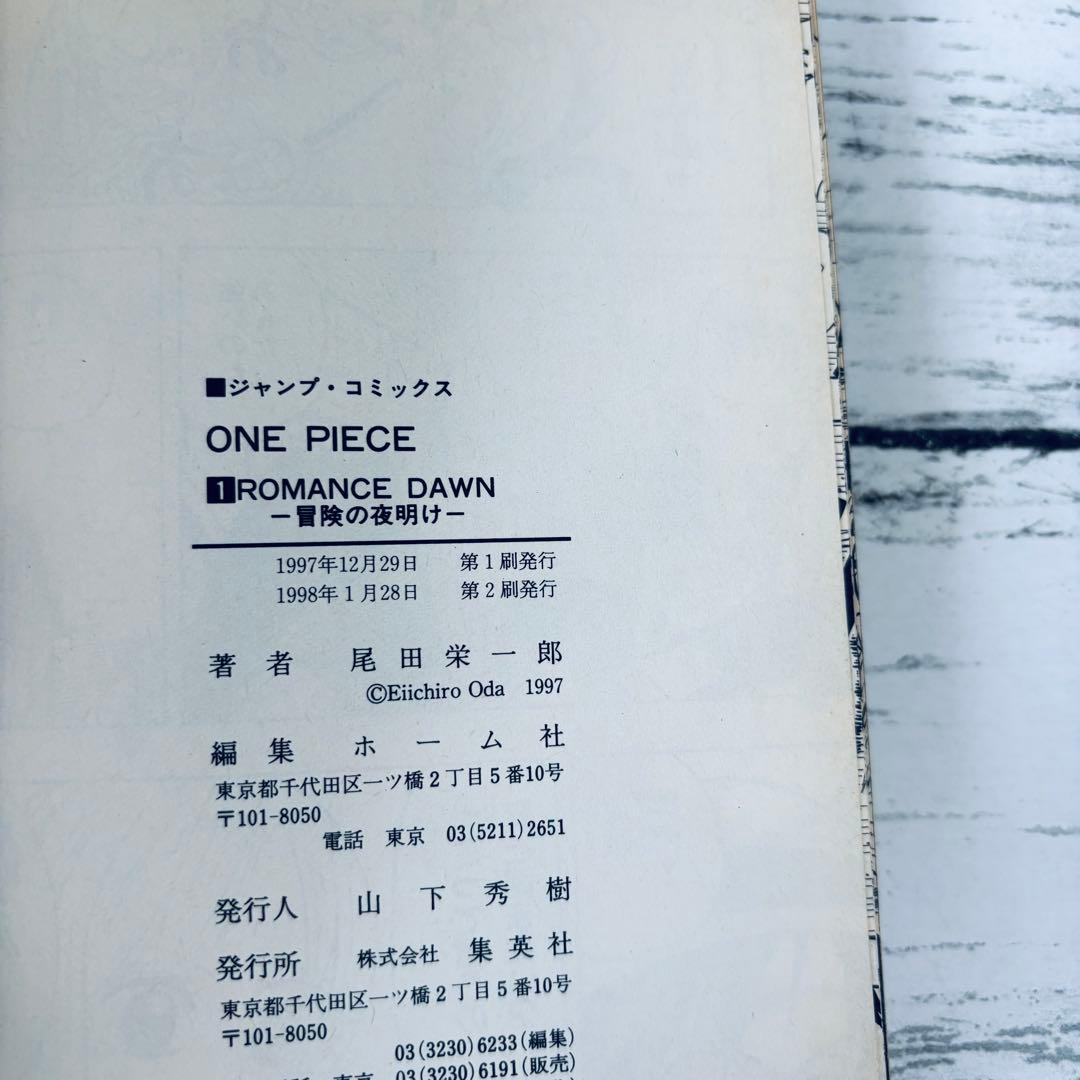 ■ジャンプ・コミックス
ONE PIECE
1 ROMANCE DAWN
ー冒険の夜明けー
1997年12月29日 第1刷発行
1998年1月28日 第2刷発行
著者 尾田栄一郎
©Eiichiro Oda 1997
編集 ホーム社
東京都千代田区一ツ橋2丁目5番10号
〒101-8050
電話 東京 03(5211)2651
発行人 山下秀樹
発行所 株式会社 集英社
東京都千代田区一ツ橋2丁目5番10号
〒101-8050
03(3230)6233(編集)
東京 03(3230)6191(販売)